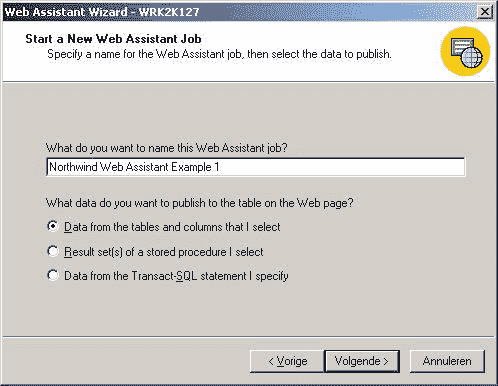 Web Assistant Wizard - WRK2K127
Start a New Web Assistant Job
Specify a name for the Web Assistant job, then select the data to publish.
What do you want to name this Web Assistant job?
Northwind Web Assistant Example 1
What data do you want to publish to the table on the Web page?
Data from the tables and columns that I select
Result set(s) of a stored procedure I select
Data from the Transact-SQL statement I specify
< Vorige
Volgende >
Annuleren